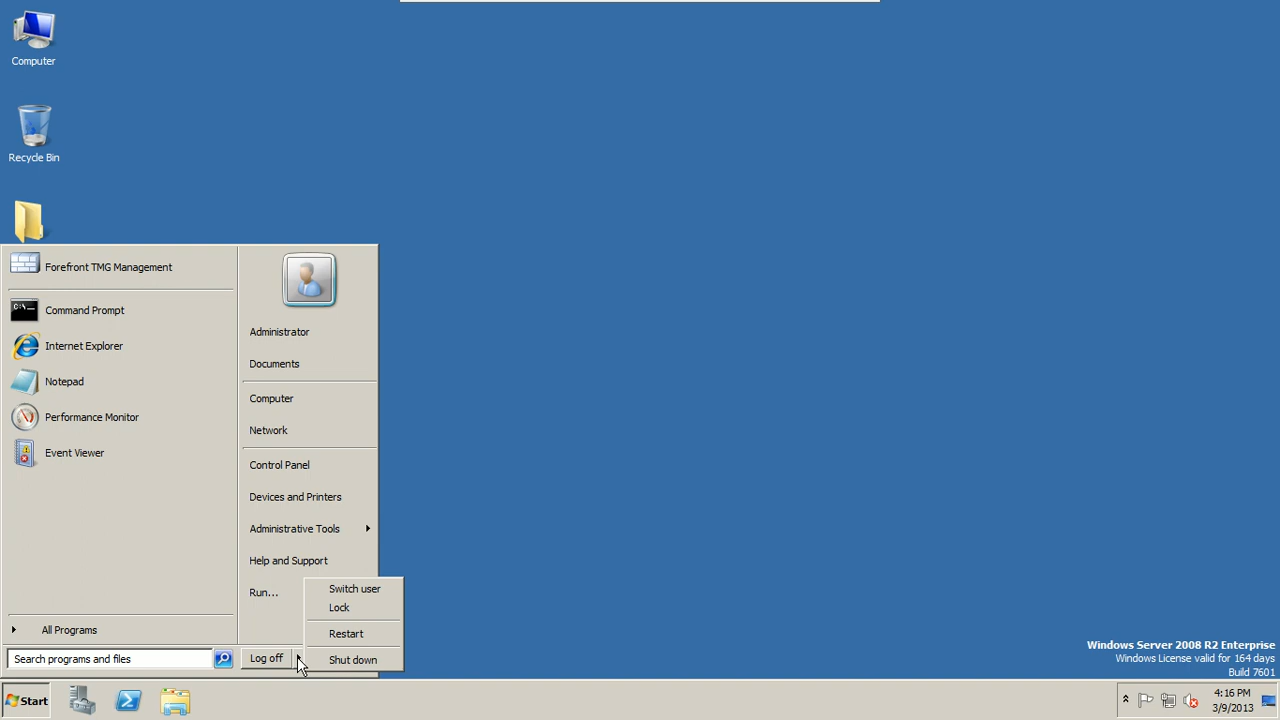 Computer
Recycle Bin
Forefront TMG Management
Command Prompt
Internet Explorer
Notepad
Performance Monitor
Event Viewer
All Programs
Search programs and files
Administrator
Documents
Computer
Network
Control Panel
Devices and Printers
Administrative Tools
Help and Support
Run...
Log off
Switch user
Lock
Restart
Shut down
Windows Server 2008 R2 Enterprise
Windows License valid for 164 days
Build 7601
Start
4:16 PM
3/9/2013